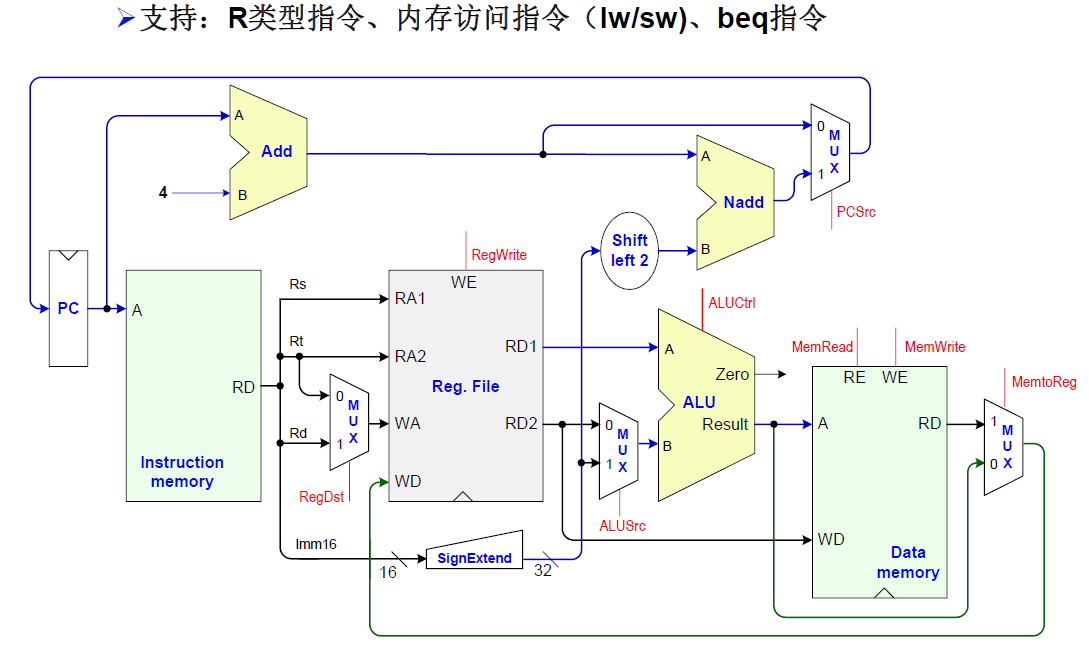 ➢支持：R类型指令、内存访问指令（lw/sw)、beq指令
A
Add
4
B
0
M
U
X
1
PCSrc
A
Nadd
B
Shift
left 2
PC
A
RD
Instruction
memory
Rs
Rt
Rd
Imm16
0
M
U
X
1
RegDst
RegWrite
WE
RA1
RA2
WA
WD
RD1
RD2
Reg. File
16
SignExtend
32
0
M
U
X
1
ALUSrc
ALUCtrl
A
Zero
ALU
Result
B
MemRead
MemWrite
RE
WE
A
RD
WD
Data
memory
MemtoReg
1
M
U
X
0